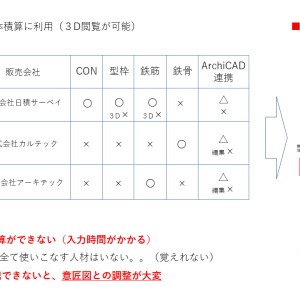 本積算に利用（３D閲覧が可能）
販売会社 CON 型枠 鉄筋 鉄骨 ArchiCAD
連携
会社日積サーベイ ○ ○ ○ × △
３D× ３D× ×
式会社カルテック × × × ○ △
編集×
会社アーキテック × × ○ × △
編集×
算ができない（入力時間がかかる）
全て使いこなす人材はいない。。（覚えれない）
できないと、意匠図との調整が大変